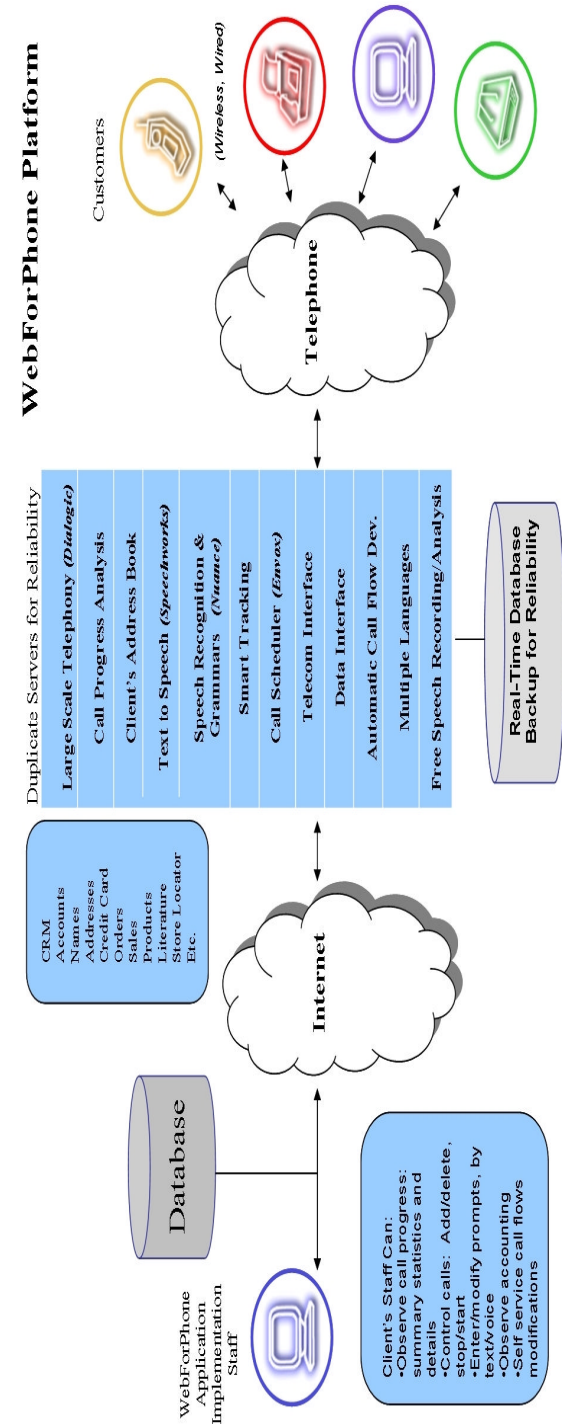 WebForPhone Platform
Customers
(Wireless, Wired)
Telephone
Duplicate Servers for Reliability
Large Scale Telephony (Dialogic)
Call Progress Analysis
Client's Address Book
Text to Speech (Speechworks)
Speech Recognition &
Grammars (Nuance)
Smart Tracking
Call Scheduler (Envox)
Telecom Interface
Data Interface
Automatic Call Flow Dev.
Multiple Languages
Free Speech Recording/Analysis
Real-Time Database
Backup for Reliability
CRM
Accounts
Names
Addresses
Credit Card
Orders
Sales
Products
Literature
Store Locator
Etc.
Internet
Database
WebForPhone
Application
Implementation
Staff
Client's Staff Can:
•Observe call progress:
summary statistics and
details
•Control calls: Add/delete,
stop/start
•Enter/modify prompts, by
text/voice
•Observe accounting
•Self service call flows
modifications